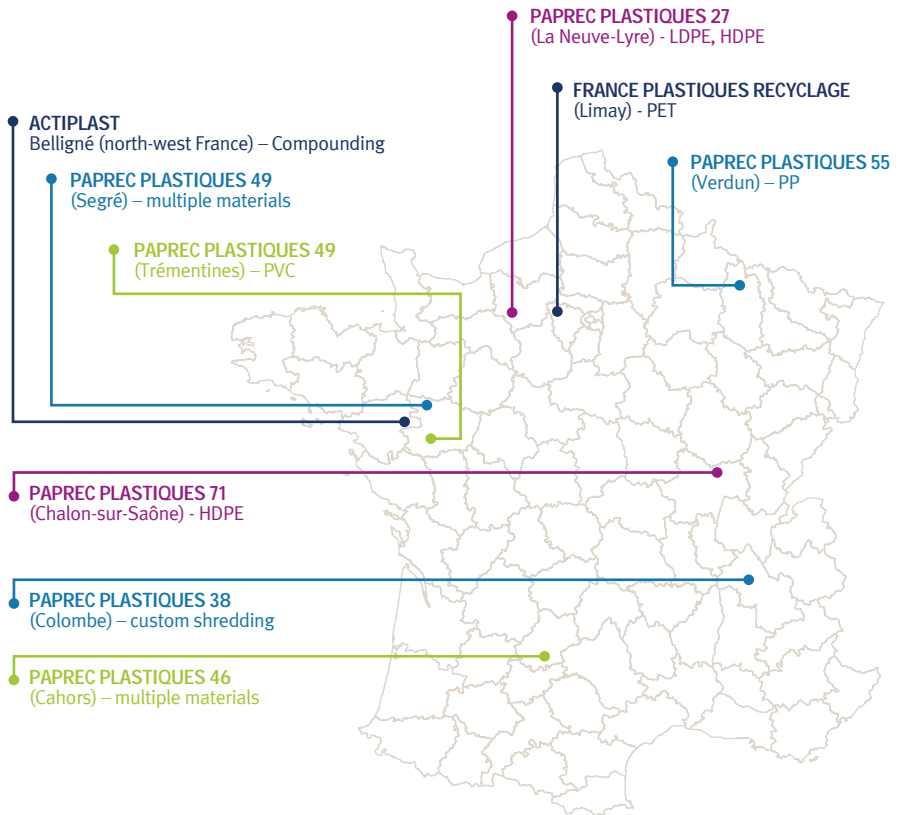 PAPREC PLASTIQUES 27
(La Neuve-Lyre) - LDPE, HDPE
FRANCE PLASTIQUES RECYCLAGE
(Limay) - PET
ACTIPLAST
Belligné (north-west France) – Compounding
PAPREC PLASTIQUES 55
(Verdun) – PP
PAPREC PLASTIQUES 49
(Segré) – multiple materials
PAPREC PLASTIQUES 49
(Trémentines) – PVC
PAPREC PLASTIQUES 71
(Chalon-sur-Saône) - HDPE
PAPREC PLASTIQUES 38
(Colombe) – custom shredding
PAPREC PLASTIQUES 46
(Cahors) – multiple materials